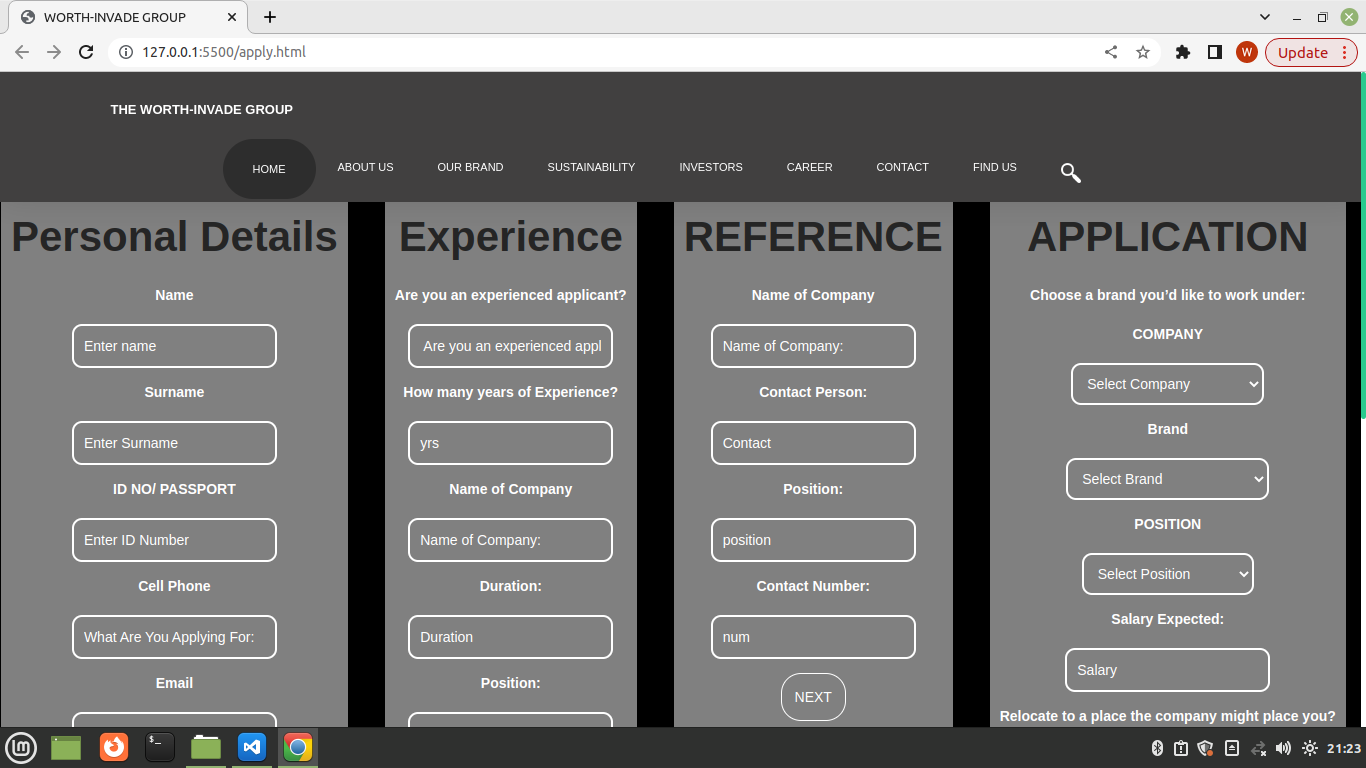 WORTH-INVADE GROUP
127.0.0.1:5500/apply.html
W
Update
THE WORTH-INVADE GROUP
HOME
ABOUT US
OUR BRAND
SUSTAINABILITY
INVESTORS
CAREER
CONTACT
FIND US
Personal Details
Name
Enter name
Surname
Enter Surname
ID NO/ PASSPORT
Enter ID Number
Cell Phone
What Are You Applying For:
Email
Experience
Are you an experienced applicant?
Are you an experienced appl
How many years of Experience?
yrs
Name of Company
Name of Company:
Duration:
Duration
Position:
REFERENCE
Name of Company
Name of Company:
Contact Person:
Contact
Position:
position
Contact Number:
num
NEXT
APPLICATION
Choose a brand you’d like to work under:
COMPANY
Select Company
Brand
Select Brand
POSITION
Select Position
Salary Expected:
Salary
Relocate to a place the company might place you?
$_
21:23